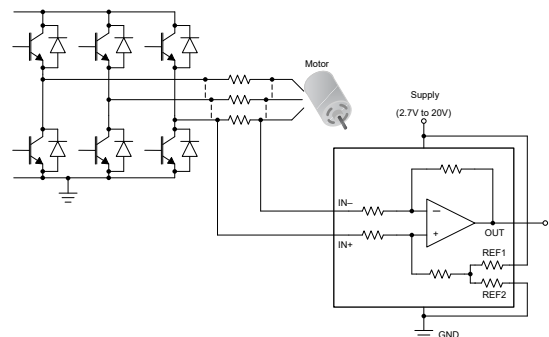 Motor
Supply
(2.7V to 20V)
IN–
–
+
OUT
IN+
REF1
REF2
GND